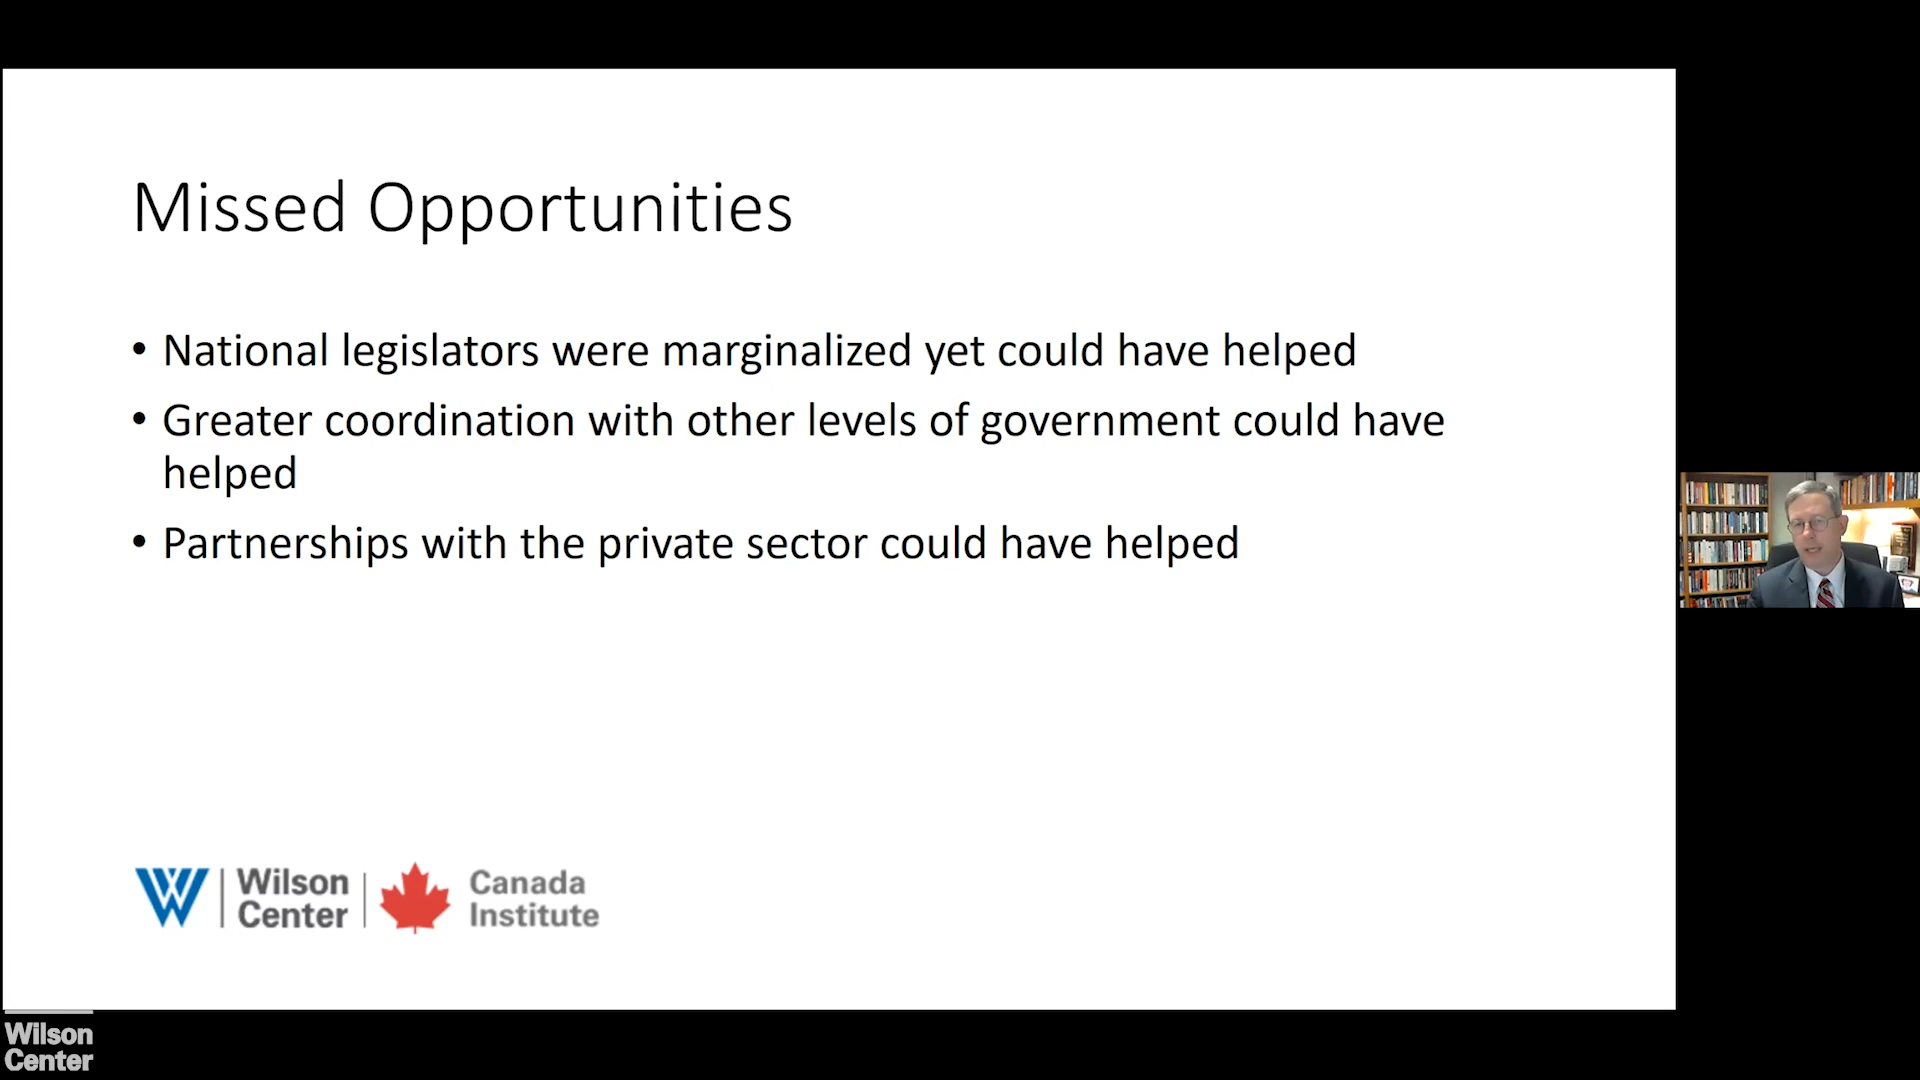 Missed Opportunities
• National legislators were marginalized yet could have helped
• Greater coordination with other levels of government could have
helped
• Partnerships with the private sector could have helped
Wilson
Center
Canada
Institute
Wilson
Center